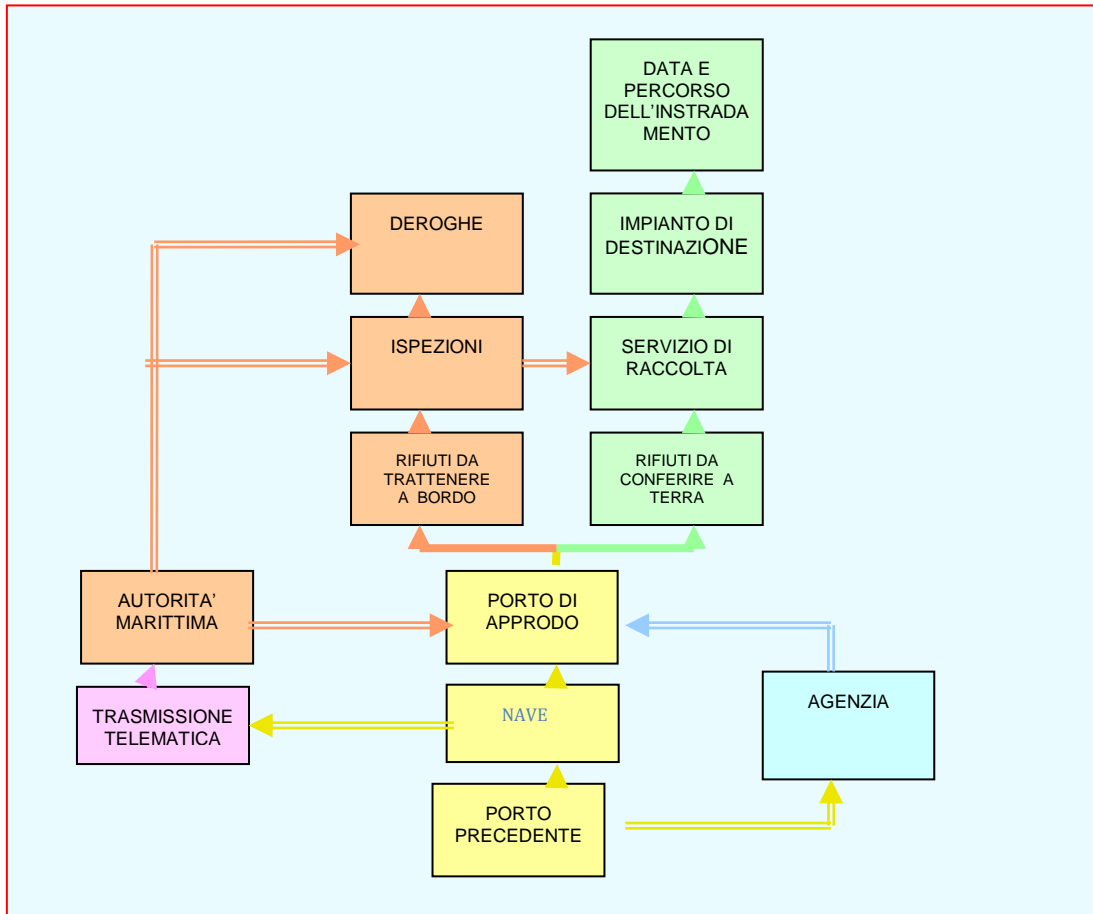 DATA E
PERCORSO
DELL’INSTRADA
MENTO
DEROGHE
IMPIANTO DI
DESTINAZIONE
ISPEZIONI
SERVIZIO DI
RACCOLTA
RIFIUTI DA
TRATTENERE
A BORDO
RIFIUTI DA
CONFERIRE A
TERRA
AUTORITA’
MARITTIMA
PORTO DI
APPRODO
TRASMISSIONE
TELEMATICA
NAVE
AGENZIA
PORTO
PRECEDENTE